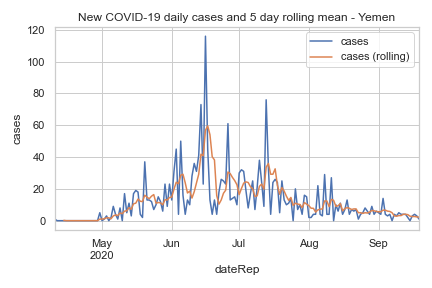 New COVID-19 daily cases and 5 day rolling mean - Yemen
cases
cases (rolling)
120
100
80
60
40
20
0
cases
May
2020
Jun
Jul
Aug
Sep
dateRep